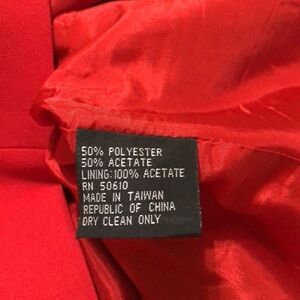 50% POLYESTER
50% ACETATE
LINING:100% ACETATE
RN 50610
MADE IN TAIWAN
REPUBLIC OF CHINA
DRY CLEAN ONLY